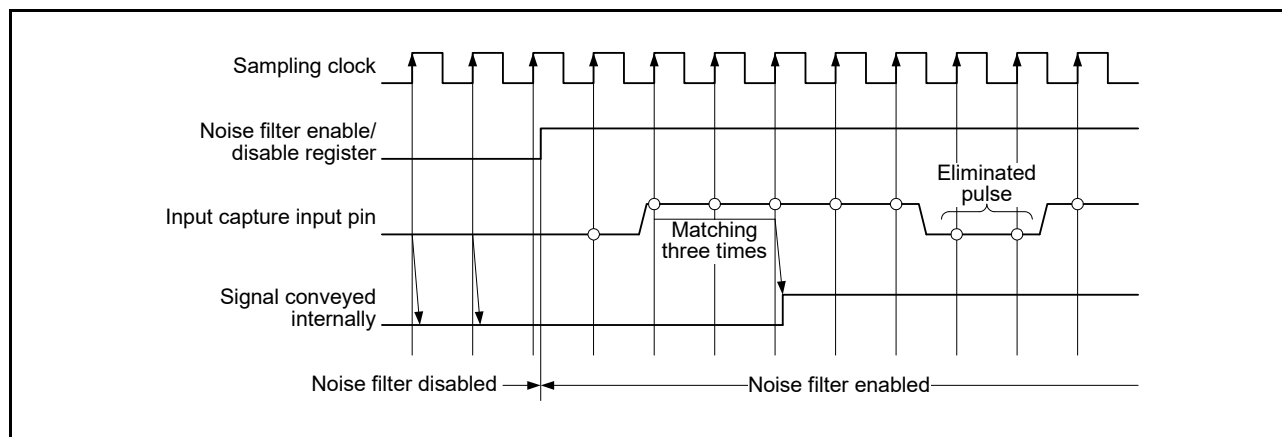 Sampling clock
Noise filter enable/
disable register
Eliminated
pulse
Input capture input pin
Matching
three times
Signal conveyed
internally
Noise filter disabled
Noise filter enabled